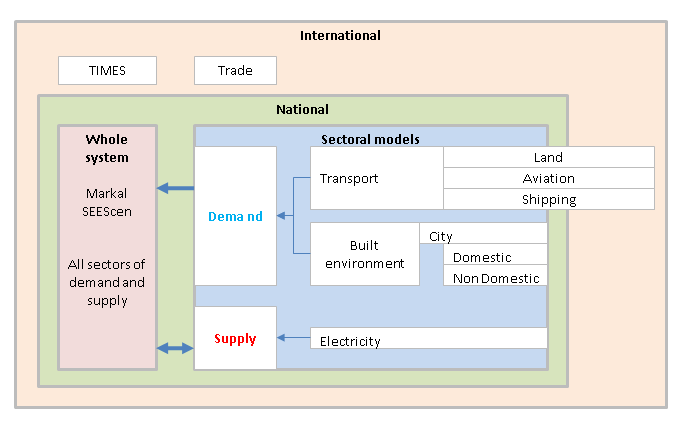 International
TIMES
Trade
National
Whole
system
Markal
SEEScen
All sectors of
demand and
supply
Sectoral models
Demand
Transport
Land
Aviation
Shipping
Built
environment
City
Domestic
Non Domestic
Supply
Electricity